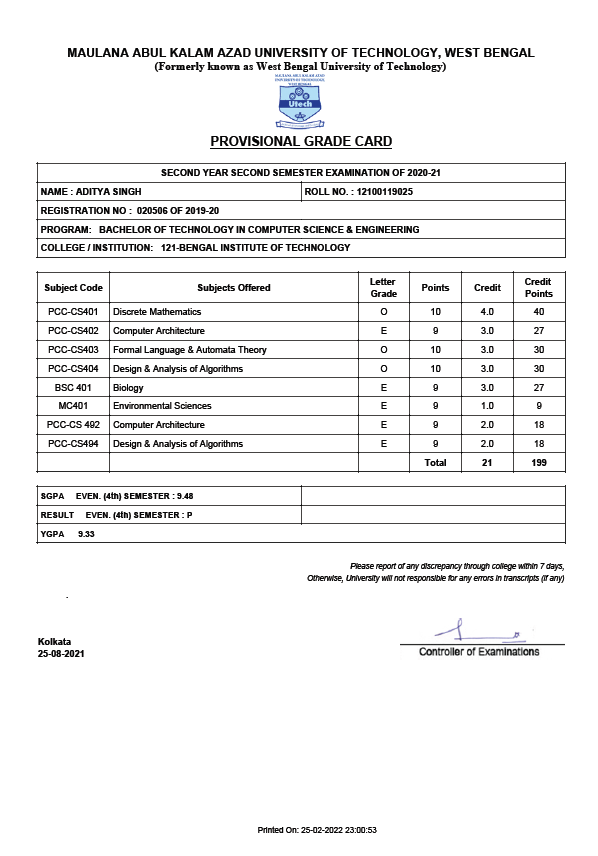 MAULANA ABUL KALAM AZAD UNIVERSITY OF TECHNOLOGY, WEST BENGAL
(Formerly known as West Bengal University of Technology)
MAULANA ABUL KALAM AZAD
UNIVERSITY OF TECHNOLOGY,
WEST BENGAL
Utech
PROVISIONAL GRADE CARD
SECOND YEAR SECOND SEMESTER EXAMINATION OF 2020-21
NAME : ADITYA SINGH ROLL NO. : 12100119025
REGISTRATION NO : 020506 OF 2019-20
PROGRAM: BACHELOR OF TECHNOLOGY IN COMPUTER SCIENCE & ENGINEERING
COLLEGE / INSTITUTION: 121-BENGAL INSTITUTE OF TECHNOLOGY
Subject Code Subjects Offered Letter Grade Points Credit Credit Points
PCC-CS401 Discrete Mathematics O 10 4.0 40
PCC-CS402 Computer Architecture E 9 3.0 27
PCC-CS403 Formal Language & Automata Theory O 10 3.0 30
PCC-CS404 Design & Analysis of Algorithms O 10 3.0 30
BSC 401 Biology E 9 3.0 27
MC401 Environmental Sciences E 9 1.0 9
PCC-CS 492 Computer Architecture E 9 2.0 18
PCC-CS494 Design & Analysis of Algorithms E 9 2.0 18
Total 21 199
SGPA EVEN. (4th) SEMESTER : 9.48
RESULT EVEN. (4th) SEMESTER : P
YGPA 9.33
Please report of any discrepancy through college within 7 days,
Otherwise, University will not responsible for any errors in transcripts (if any)
.
Kolkata
25-08-2021
Controller of Examinations
Printed On: 25-02-2022 23:00:53